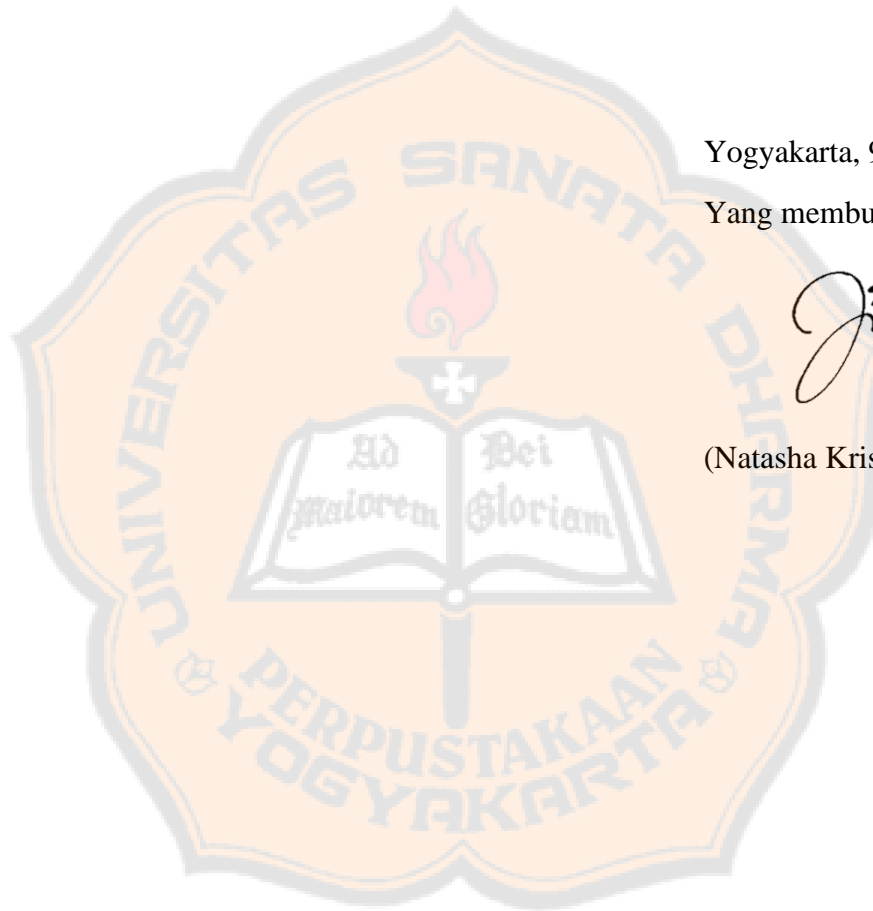 Yogyakarta, 9
Yang membu
(Natasha Kris
UNIVERSITAS SANATA DHARMA
Ad
Maiorem
Dei
Gloriam
PERPUSTAKAAN
YOGYAKARTA